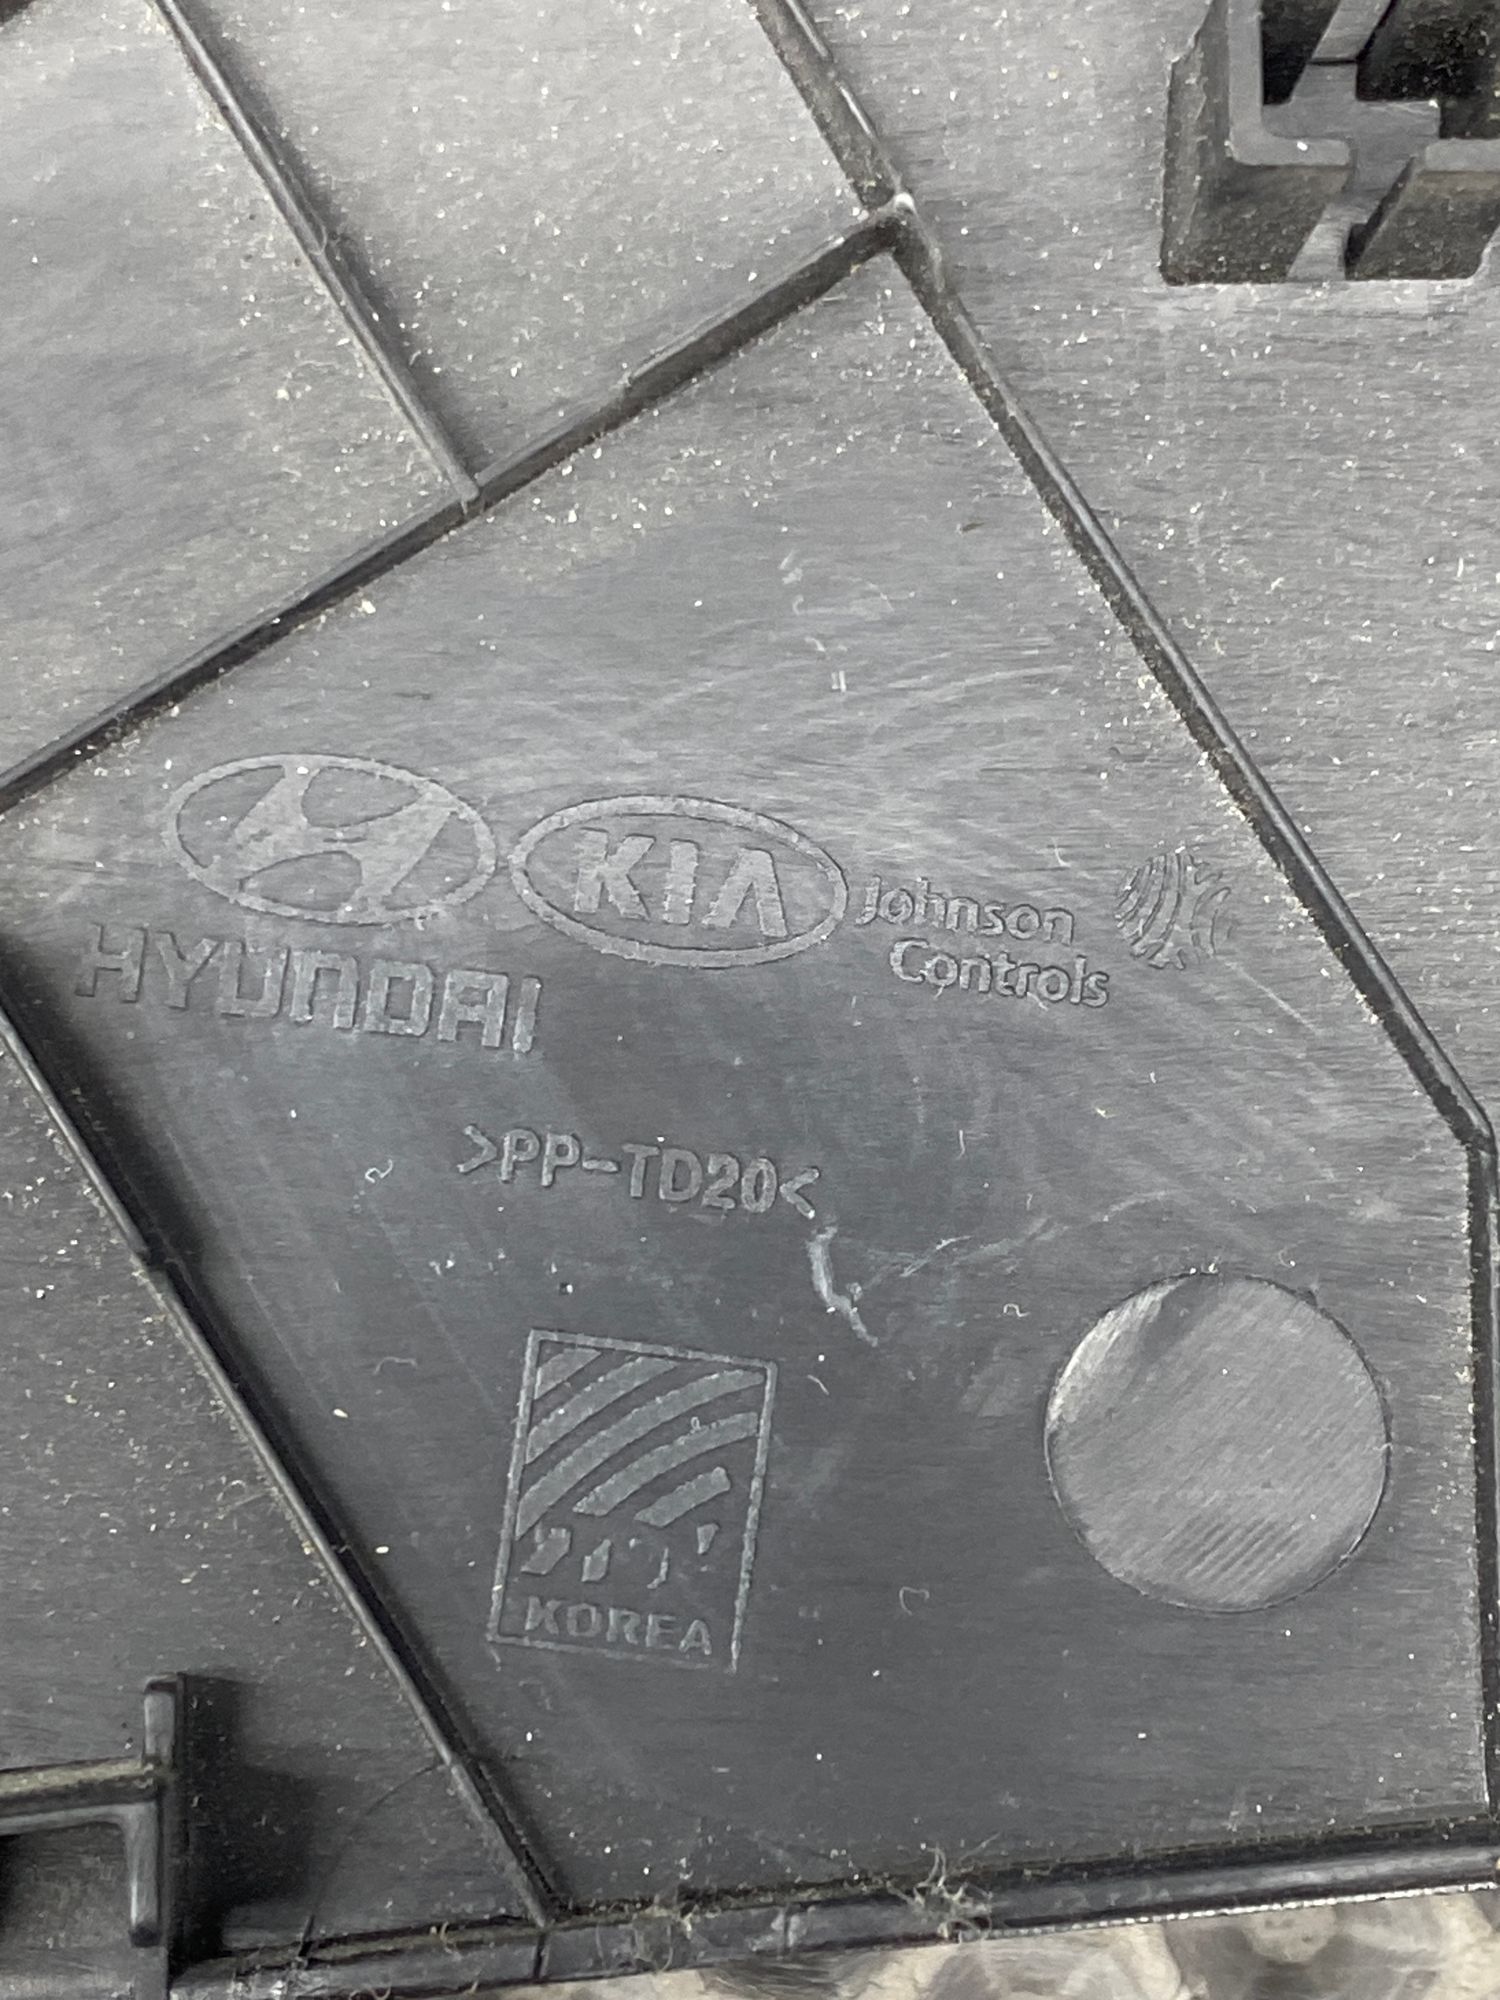 HYUNDAI
KIA
Johnson
Controls
>PP-TD20<
KOREA